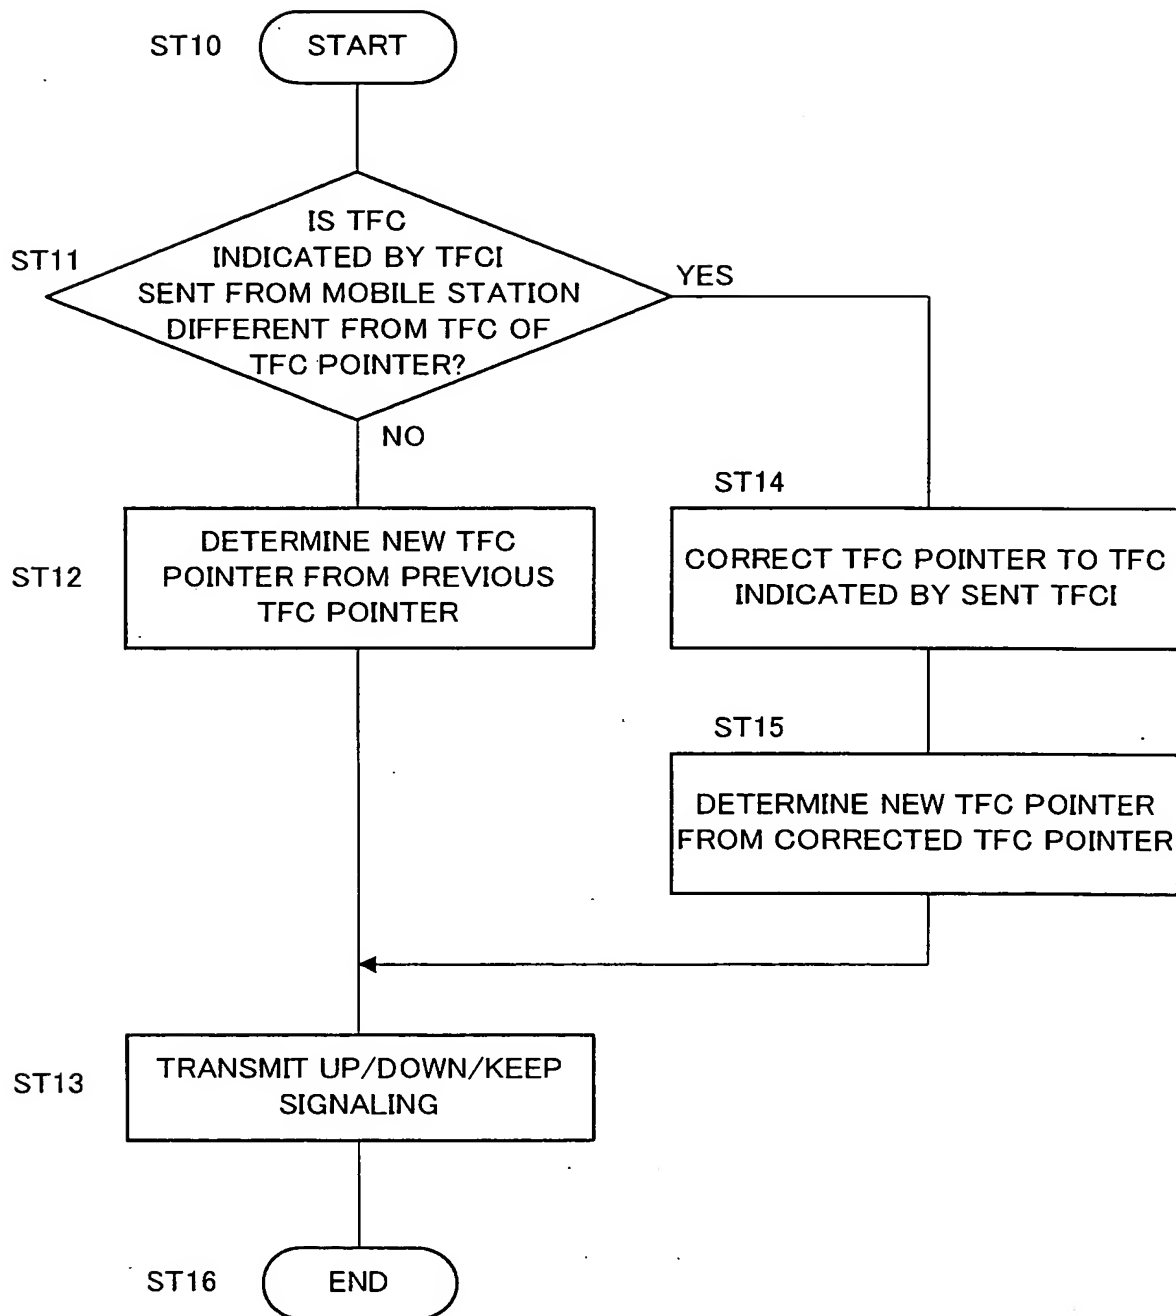 ST10
START
ST11
IS TFC
INDICATED BY TFCI
SENT FROM MOBILE STATION
DIFFERENT FROM TFC OF
TFC POINTER?
YES
NO
ST12
DETERMINE NEW TFC
POINTER FROM PREVIOUS
TFC POINTER
ST14
CORRECT TFC POINTER TO TFC
INDICATED BY SENT TFCI
ST15
DETERMINE NEW TFC POINTER
FROM CORRECTED TFC POINTER
ST13
TRANSMIT UP/DOWN/KEEP
SIGNALING
ST16
END